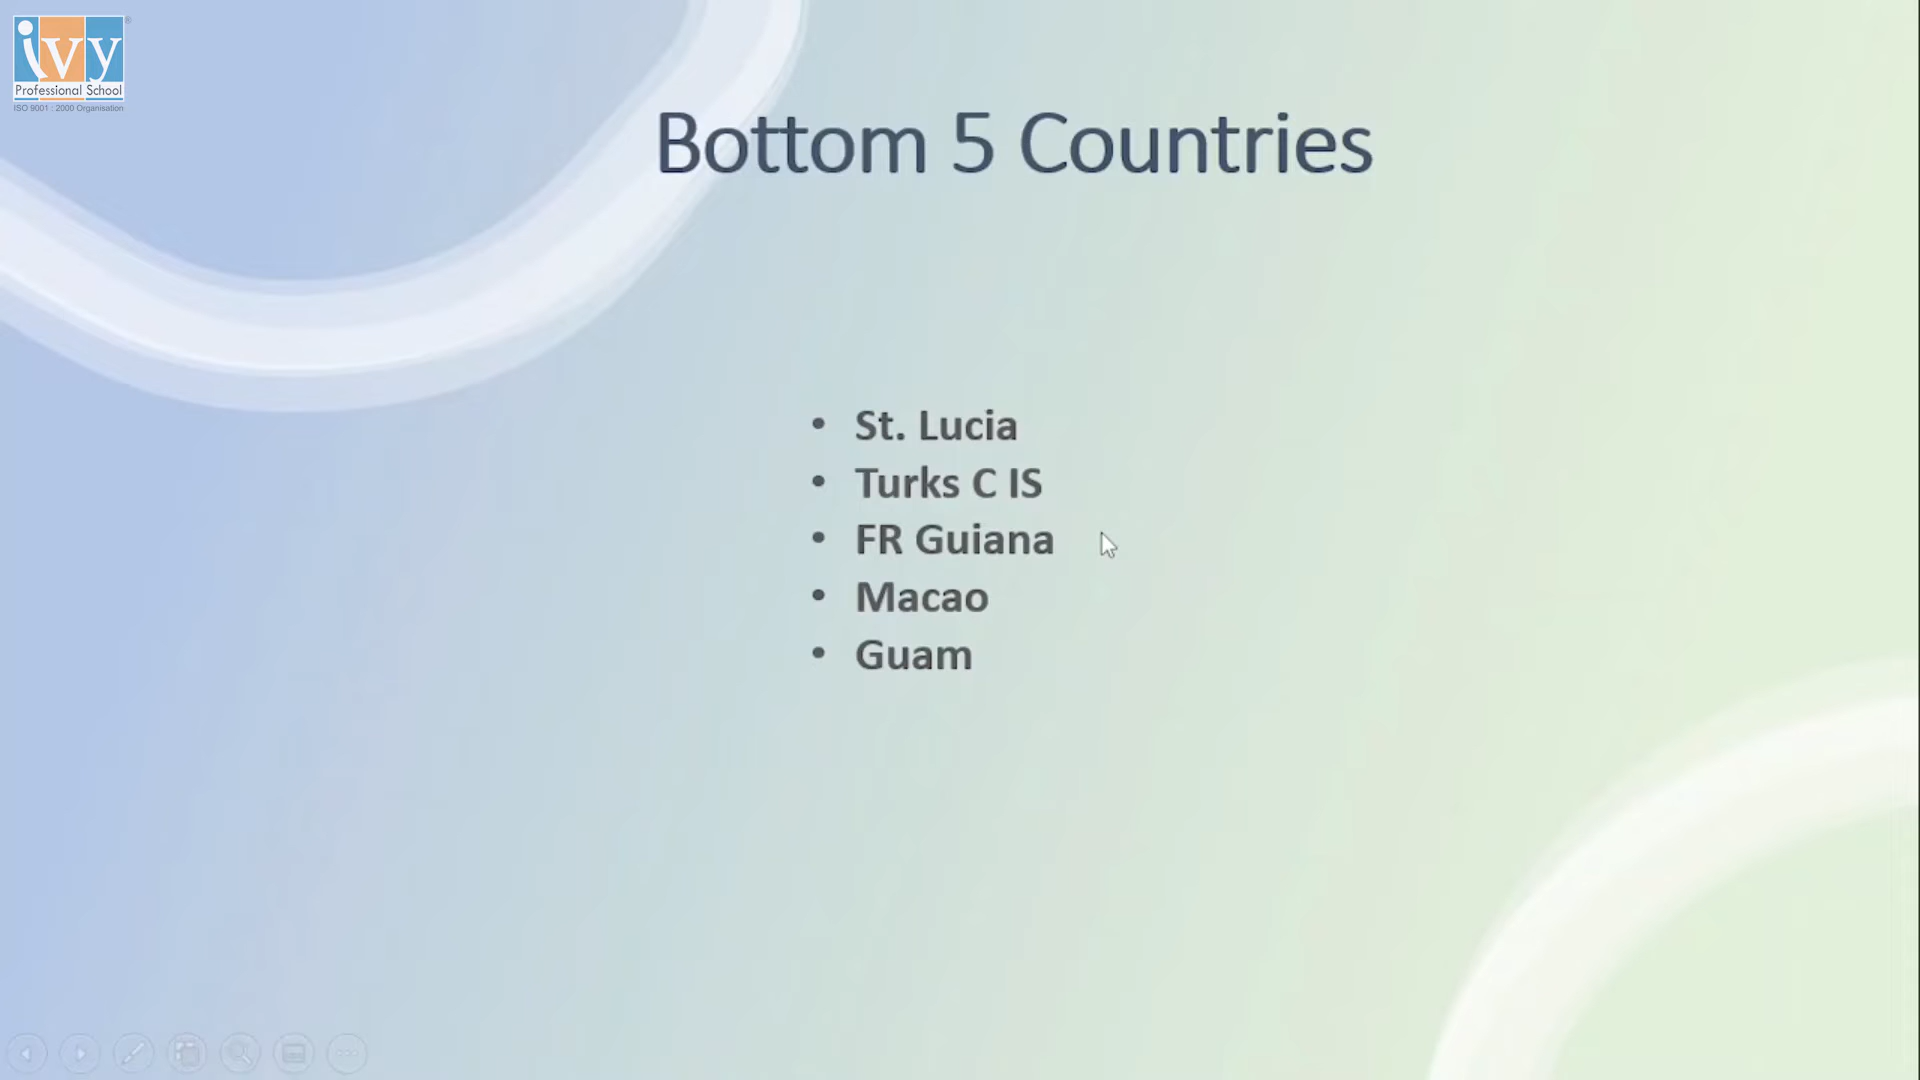 ivy
®
Professional School
ISO 9001 : 2000 Organisation
Bottom 5 Countries
• St. Lucia
• Turks C IS
• FR Guiana
• Macao
• Guam